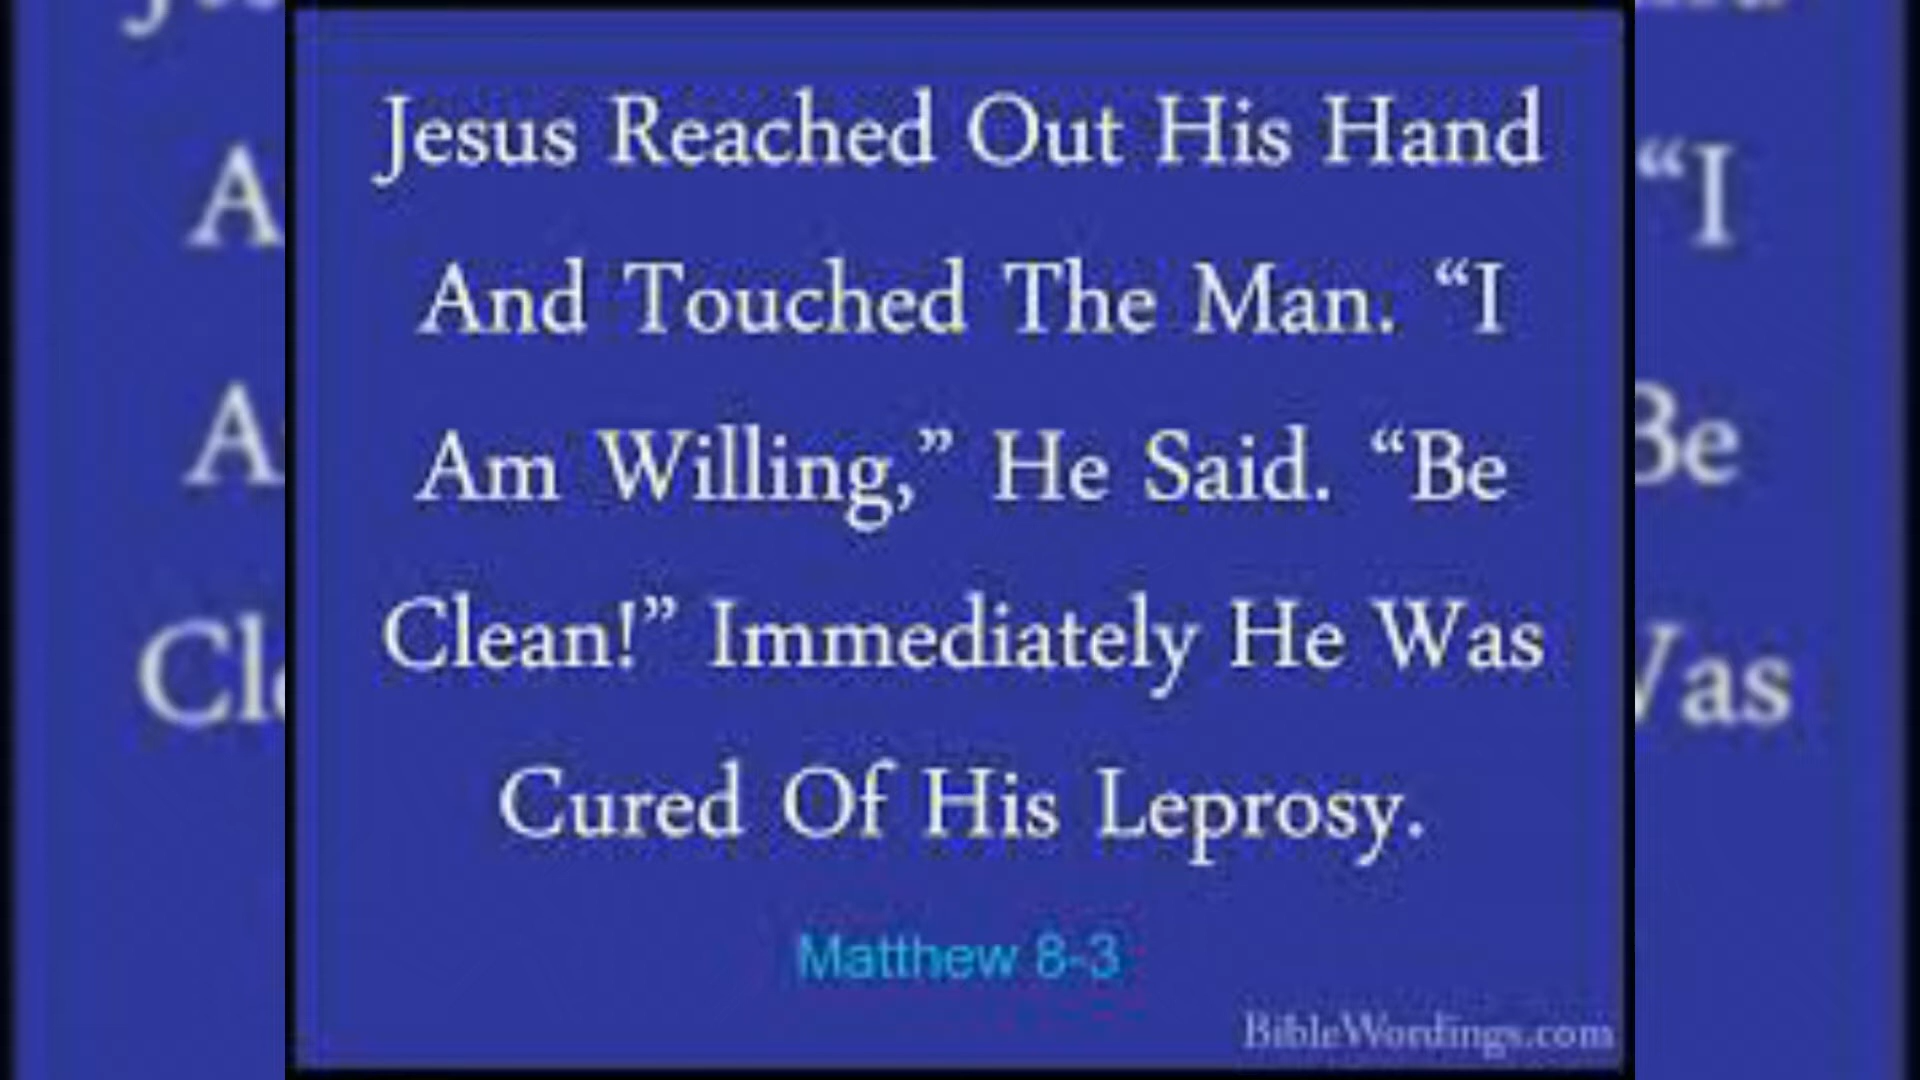 Jesus Reached Out His Hand
And Touched The Man. “I
Am Willing,” He Said. “Be
Clean!” Immediately He Was
Cured Of His Leprosy.
Matthew 8-3
BibleWordings.com